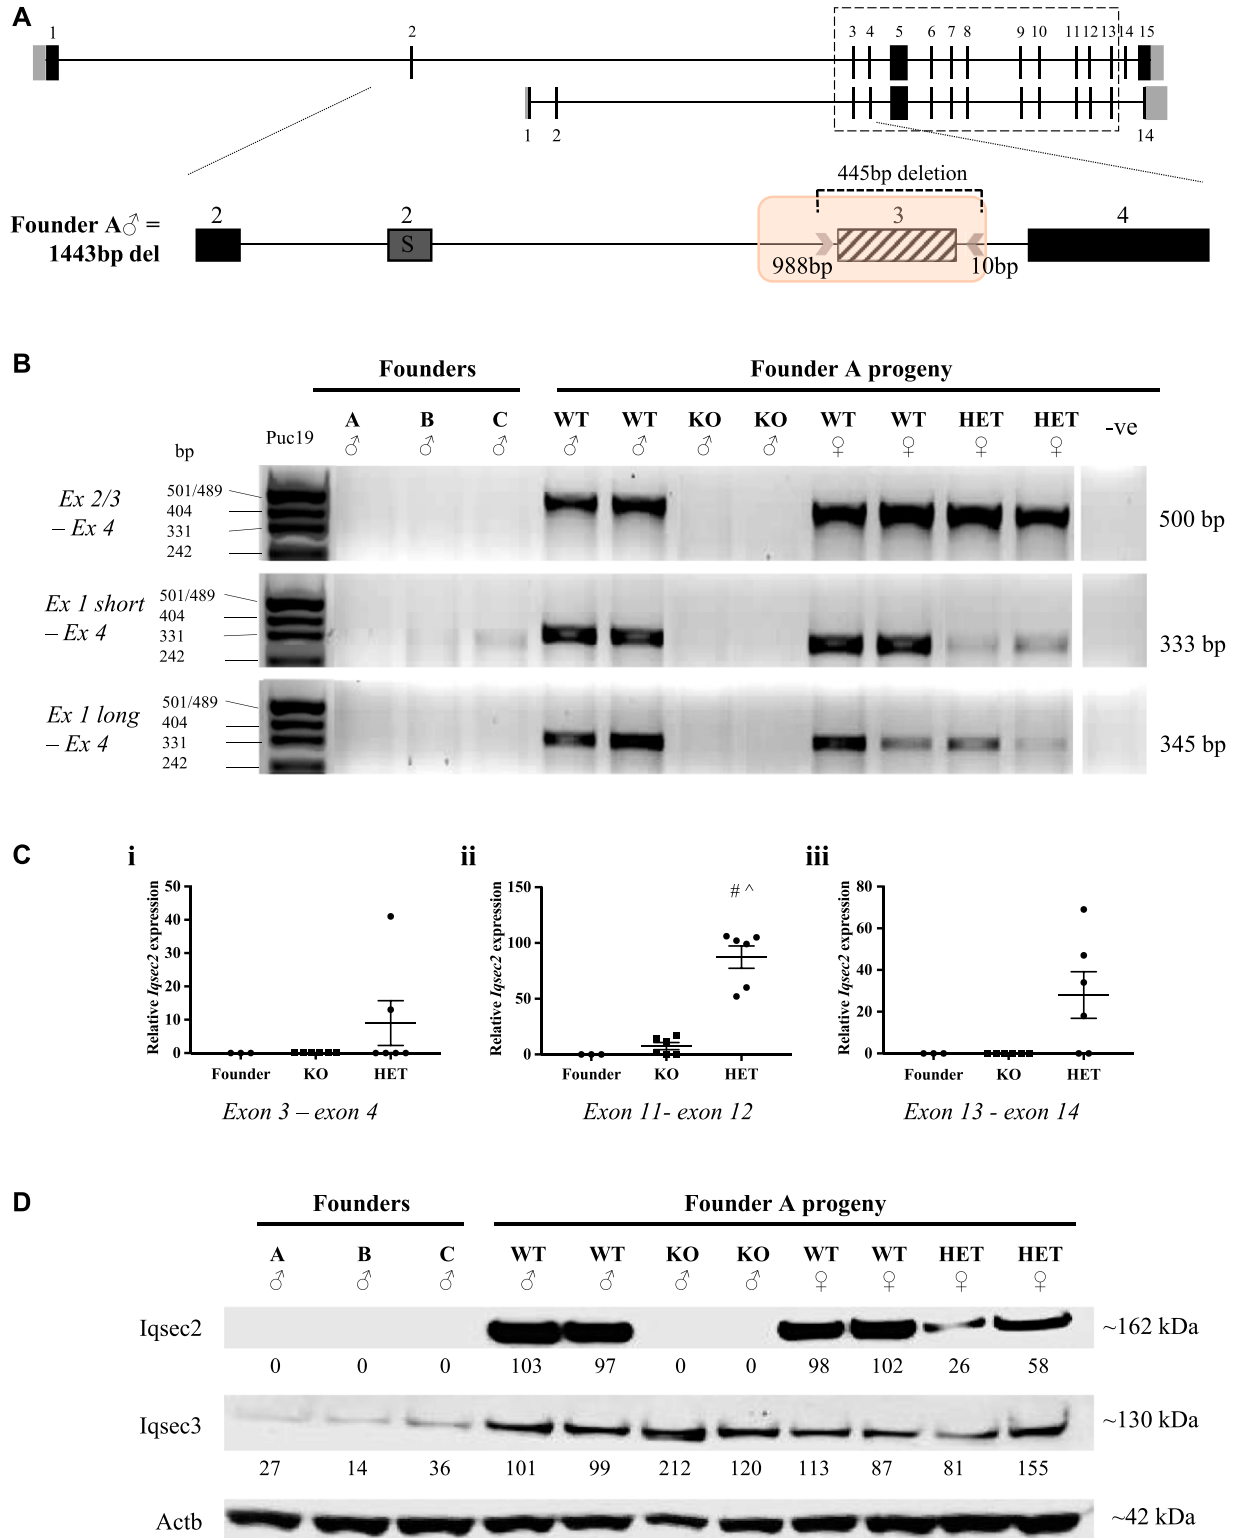 A
1 2 3 4 5 6 7 8 9 10 11 12 13 14 15
1 2 14
445bp deletion
Founder A♂ =
1443bp del
2 2 3 4
S
988bp 10bp
B
Founders Founder A progeny
A B C WT WT KO KO WT WT HET HET -ve
Puc19 ♂ ♂ ♂ ♂ ♂ ♂ ♂ ♀ ♀ ♀ ♀
bp
Ex 2/3
– Ex 4
501/489
404
331
242
500 bp
Ex 1 short
– Ex 4
501/489
404
331
242
333 bp
Ex 1 long
– Ex 4
501/489
404
331
242
345 bp
C
i
Relative Iqsec2 expression
50
40
30
20
10
0
Founder KO HET
Exon 3 – exon 4
ii
Relative Iqsec2 expression
150
100
50
0
# ^
Founder KO HET
Exon 11- exon 12
iii
Relative Iqsec2 expression
80
60
40
20
0
Founder KO HET
Exon 13 - exon 14
D
Founders Founder A progeny
A B C WT WT KO KO WT WT HET HET
♂ ♂ ♂ ♂ ♂ ♂ ♂ ♀ ♀ ♀ ♀
Iqsec2 ~162 kDa
0 0 0 103 97 0 0 98 102 26 58
Iqsec3 ~130 kDa
27 14 36 101 99 212 120 113 87 81 155
Actb ~42 kDa